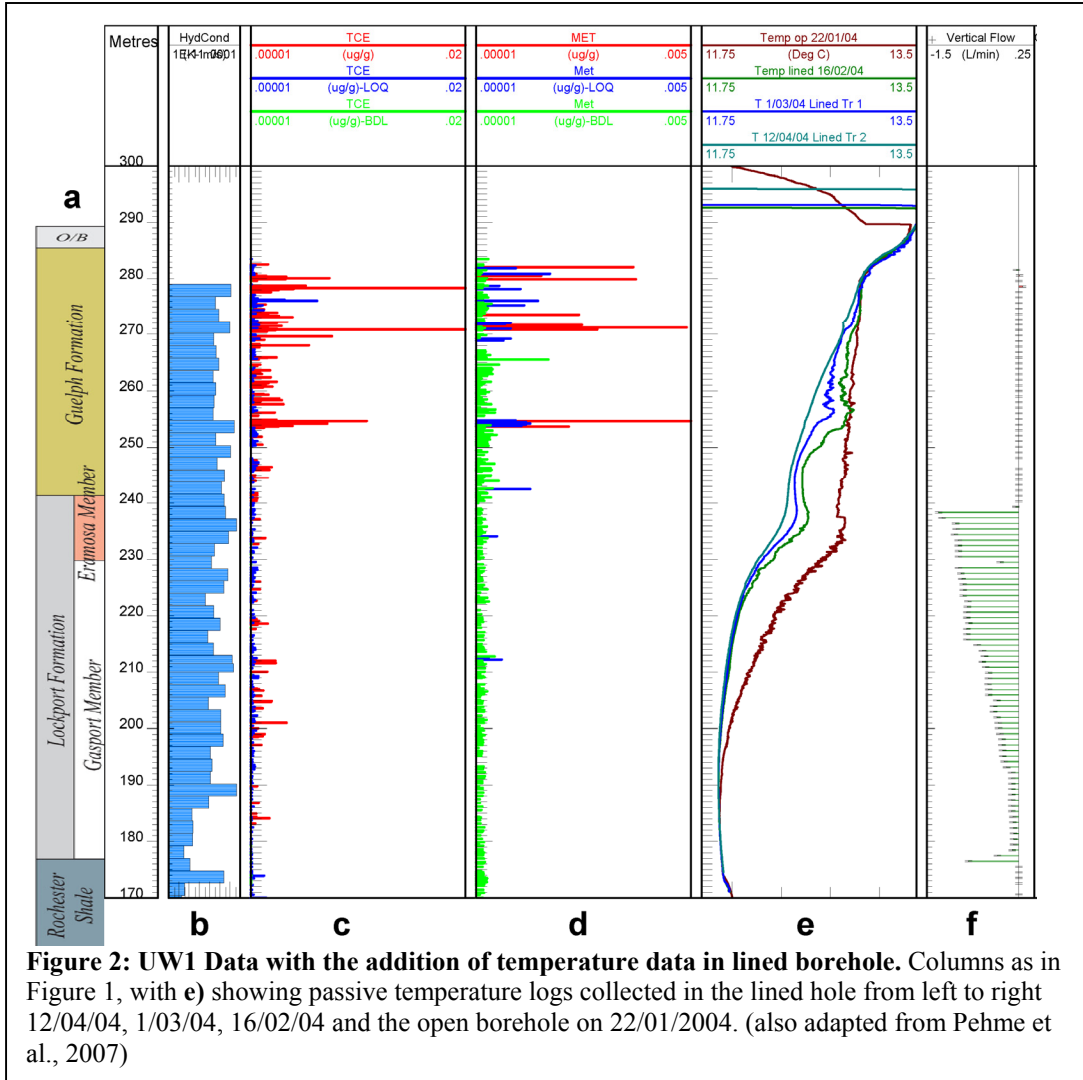 Metres
HydCond
TCE
MET
Temp op 22/01/04
Vertical Flow
.00001 (ug/g) .02
.00001 (ug/g) .005
11.75 (Deg C) 13.5
-1.5 (L/min) .25
TCE
Met
Temp lined 16/02/04
.00001 (ug/g)-LOQ .02
.00001 (ug/g)-LOQ .005
11.75 13.5
TCE
Met
T 1/03/04 Lined Tr 1
.00001 (ug/g)-BDL .02
.00001 (ug/g)-BDL .005
11.75 13.5
T 12/04/04 Lined Tr 2
11.75 13.5
300
a
290
O/B
280
Guelph Formation
270
260
250
240
Eramosa Member
230
Lockport Formation
220
Gasport Member
210
200
190
180
Rochester
Shale
170
b c d e f
Figure 2: UW1 Data with the addition of temperature data in lined borehole. Columns as in
Figure 1, with e) showing passive temperature logs collected in the lined hole from left to right
12/04/04, 1/03/04, 16/02/04 and the open borehole on 22/01/2004. (also adapted from Pehme et
al., 2007)